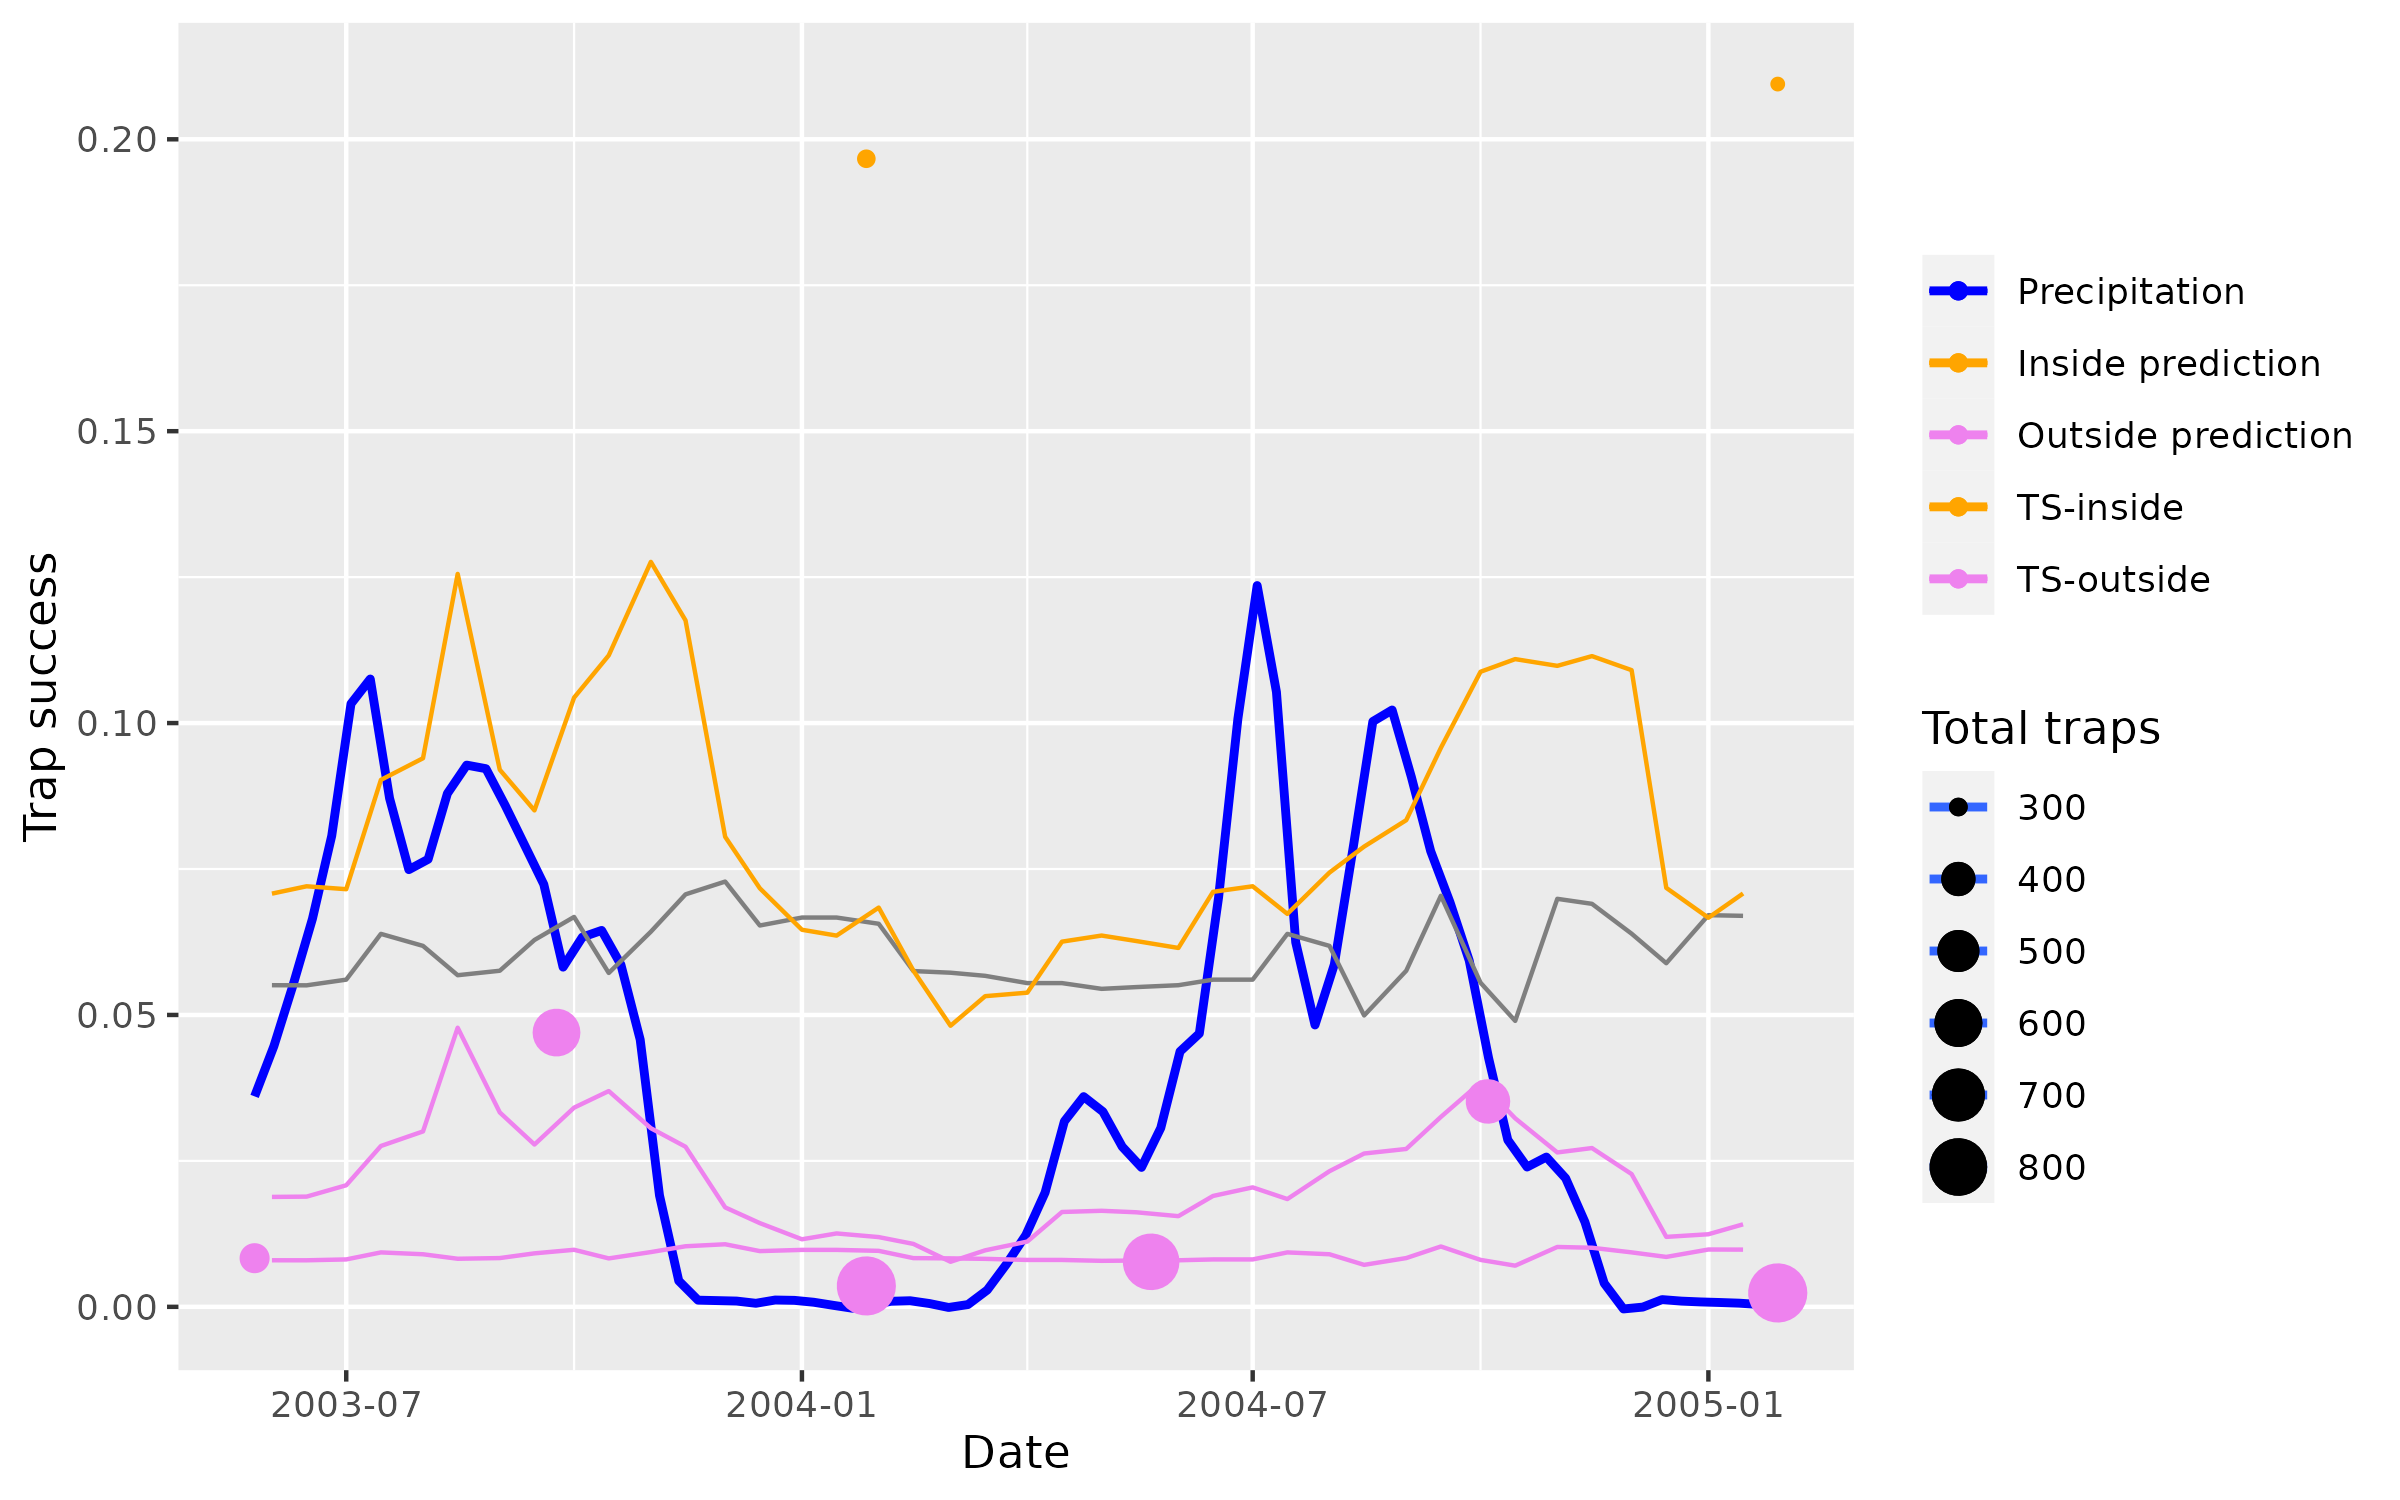 Trap success
0.20
0.15
0.10
0.05
0.00
2003-07
2004-01
2004-07
2005-01
Date
Precipitation
Inside prediction
Outside prediction
TS-inside
TS-outside
Total traps
300
400
500
600
700
800